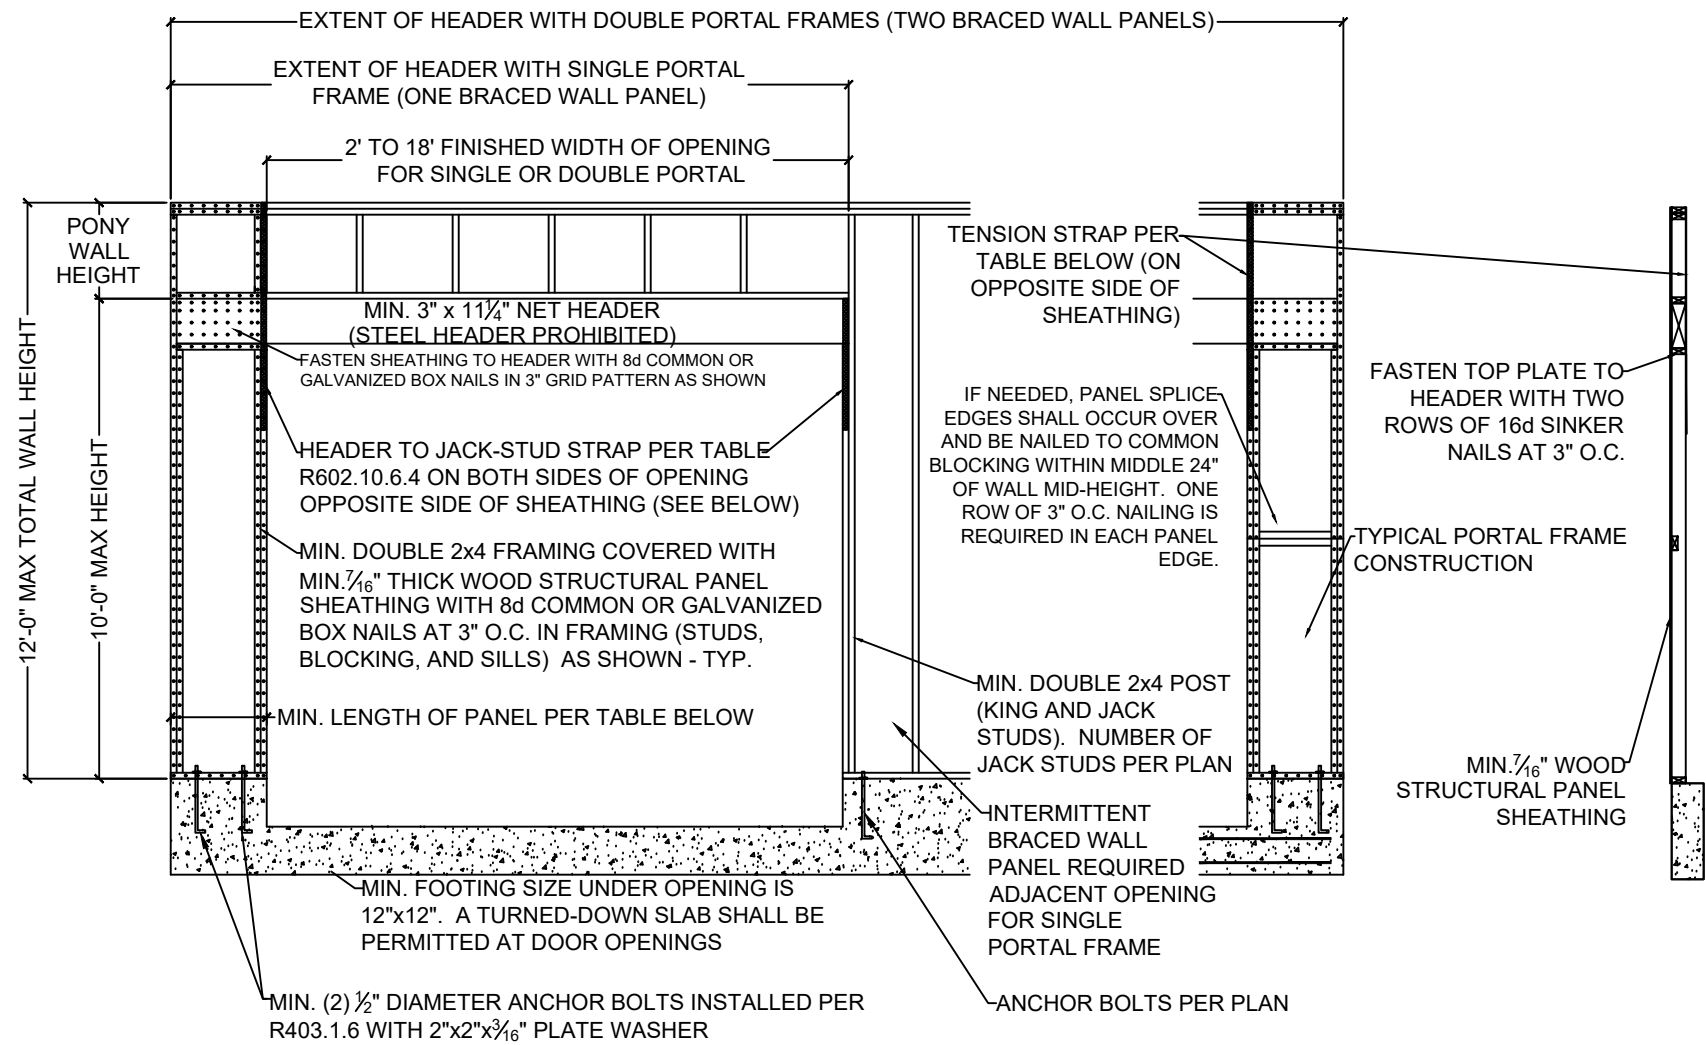 EXTENT OF HEADER WITH DOUBLE PORTAL FRAMES (TWO BRACED WALL PANELS)
EXTENT OF HEADER WITH SINGLE PORTAL
FRAME (ONE BRACED WALL PANEL)
2' TO 18' FINISHED WIDTH OF OPENING
FOR SINGLE OR DOUBLE PORTAL
12'-0" MAX TOTAL WALL HEIGHT
PONY
WALL
HEIGHT
10'-0" MAX HEIGHT
MIN. 3" x 11¼" NET HEADER
(STEEL HEADER PROHIBITED)
FASTEN SHEATHING TO HEADER WITH 8d COMMON OR
GALVANIZED BOX NAILS IN 3" GRID PATTERN AS SHOWN
HEADER TO JACK-STUD STRAP PER TABLE
R602.10.6.4 ON BOTH SIDES OF OPENING
OPPOSITE SIDE OF SHEATHING (SEE BELOW)
MIN. DOUBLE 2x4 FRAMING COVERED WITH
MIN.7⁄16" THICK WOOD STRUCTURAL PANEL
SHEATHING WITH 8d COMMON OR GALVANIZED
BOX NAILS AT 3" O.C. IN FRAMING (STUDS,
BLOCKING, AND SILLS) AS SHOWN - TYP.
MIN. LENGTH OF PANEL PER TABLE BELOW
MIN. FOOTING SIZE UNDER OPENING IS
12"x12". A TURNED-DOWN SLAB SHALL BE
PERMITTED AT DOOR OPENINGS
MIN. (2) ½" DIAMETER ANCHOR BOLTS INSTALLED PER
R403.1.6 WITH 2"x2"x3⁄16" PLATE WASHER
TENSION STRAP PER
TABLE BELOW (ON
OPPOSITE SIDE OF
SHEATHING)
IF NEEDED, PANEL SPLICE
EDGES SHALL OCCUR OVER
AND BE NAILED TO COMMON
BLOCKING WITHIN MIDDLE 24"
OF WALL MID-HEIGHT. ONE
ROW OF 3" O.C. NAILING IS
REQUIRED IN EACH PANEL
EDGE.
MIN. DOUBLE 2x4 POST
(KING AND JACK
STUDS). NUMBER OF
JACK STUDS PER PLAN
INTERMITTENT
BRACED WALL
PANEL REQUIRED
ADJACENT OPENING
FOR SINGLE
PORTAL FRAME
ANCHOR BOLTS PER PLAN
FASTEN TOP PLATE TO
HEADER WITH TWO
ROWS OF 16d SINKER
NAILS AT 3" O.C.
TYPICAL PORTAL FRAME
CONSTRUCTION
MIN.7⁄16" WOOD
STRUCTURAL PANEL
SHEATHING